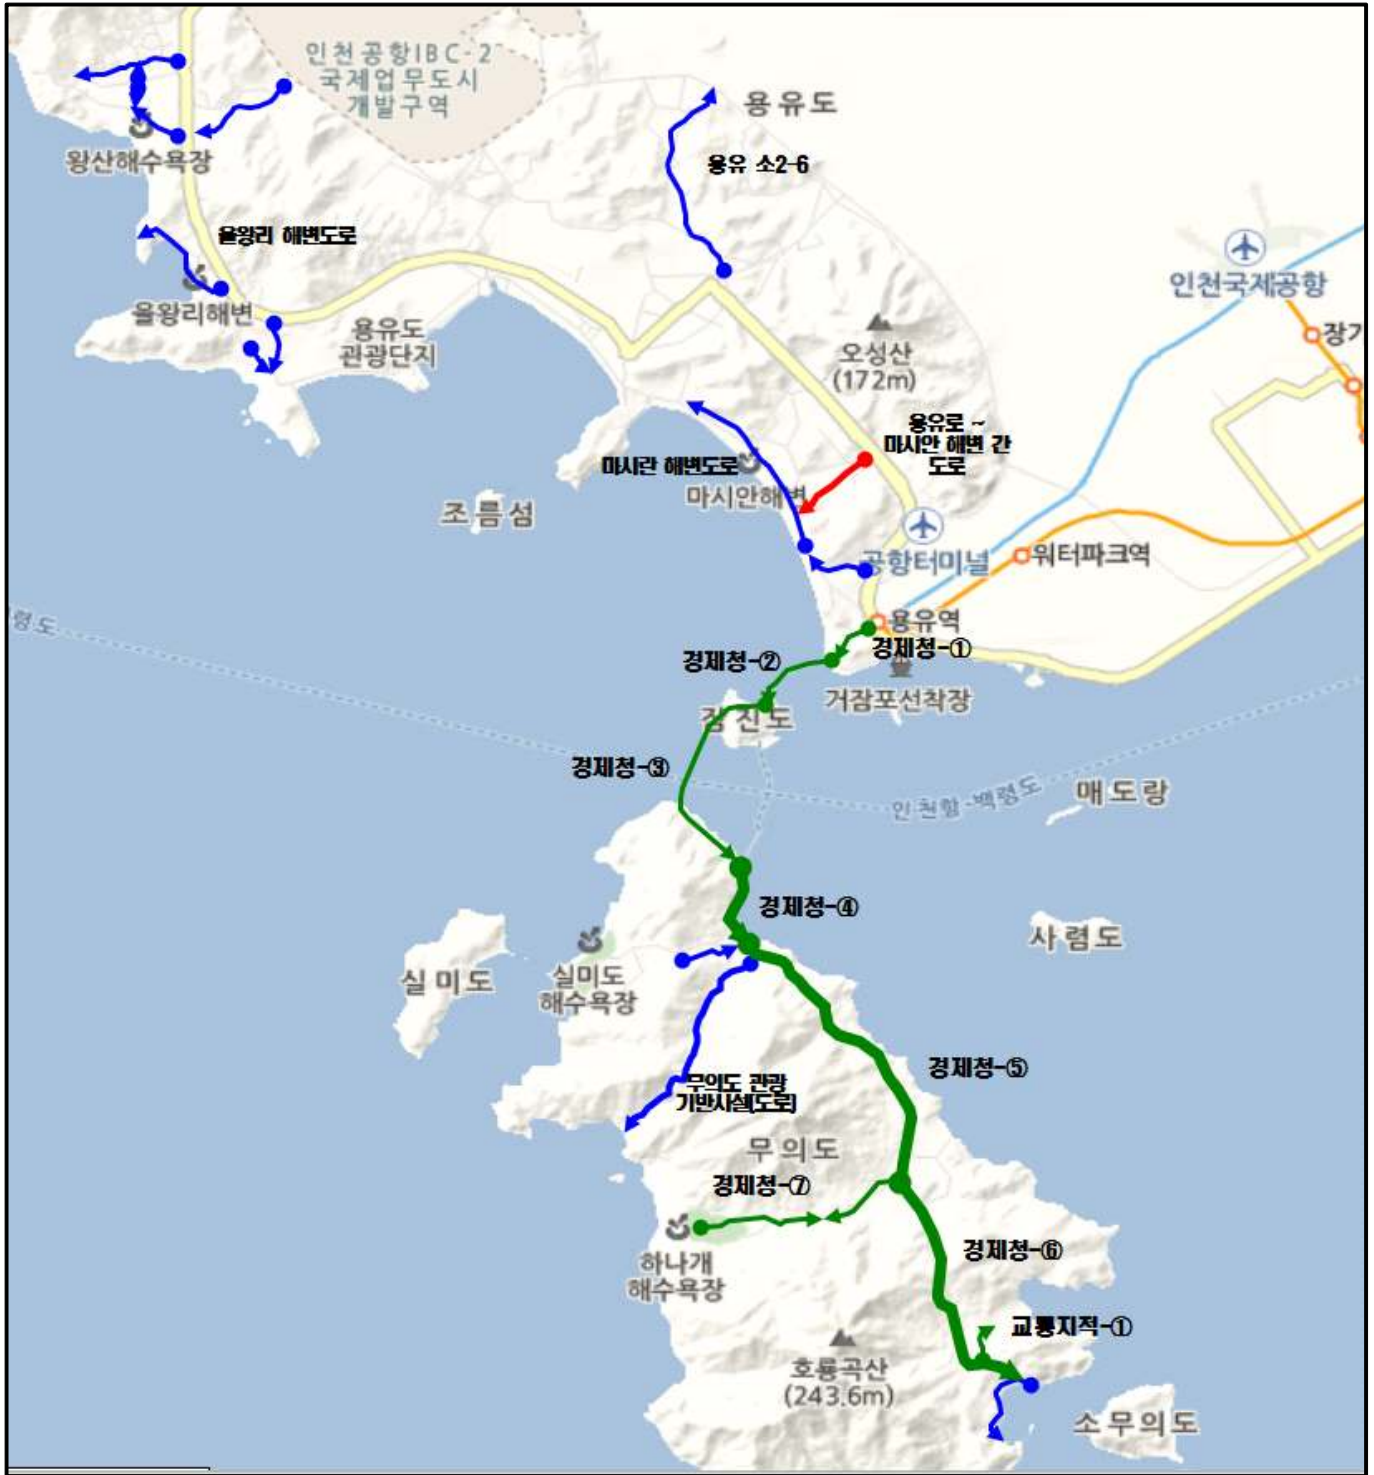 인천공항IBC-2
국제업무도시
개발구역
용유도
왕산해수욕장
용유 소2-6
을왕리 해변도로
인천국제공항
을왕리해변
용유도
관광단지
장기
오성산
(172m)
용유로 ~
마시안 해변 간
도로
마시란 해변도로
마시안해변
조름섬
공항터미널
워터파크역
령도
용유역
경제청-①
경제청-②
거잠포선착장
잠진도
경제청-③
인천항-백령도
매도랑
경제청-④
사렴도
실미도
실미도
해수욕장
경제청-⑤
무의도 관광
기반시설(도로)
무의도
경제청-⑦
경제청-⑥
하나개
해수욕장
교통지적-①
호룡곡산
(243.6m)
소무의도